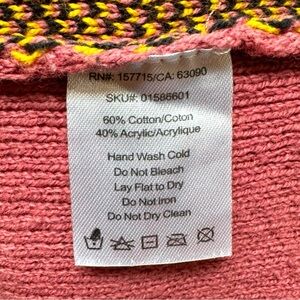 RN#: 157715/CA: 63090
SKU#: 01586601
60% Cotton/Coton
40% Acrylic/Acrylique
Hand Wash Cold
Do Not Bleach
Lay Flat to Dry
Do Not Iron
Do Not Dry Clean